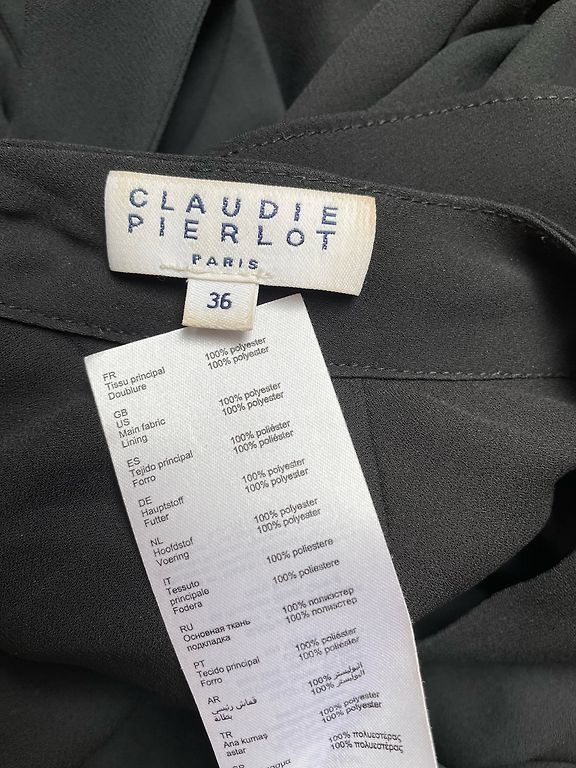 CLAUDIE
PIERLOT
PARIS
36
FR
Tissu principal 100% polyester
Doublure 100% polyester
GB
US
Main fabric 100% polyester
Lining 100% polyester
ES
Tejido principal 100% poliéster
Forro 100% poliéster
DE
Hauptstoff 100% polyester
Futter 100% polyester
NL
Hoofdstof 100% polyester
Voering 100% polyester
IT
Tessuto 100% poliestere
principale
Fodera 100% poliestere
RU
Основная ткань 100% полиэстер
подкладка 100% полиэстер
PT
Tecido principal 100% poliéster
Forro 100% poliéster
AR
قماش رئيسي 100% البوليستر
بطانة 100% البوليستر
TR
Ana kumaş 100% polyester
astar 100% polyester
100% πολυεστέρας
100% πολυεστέρας